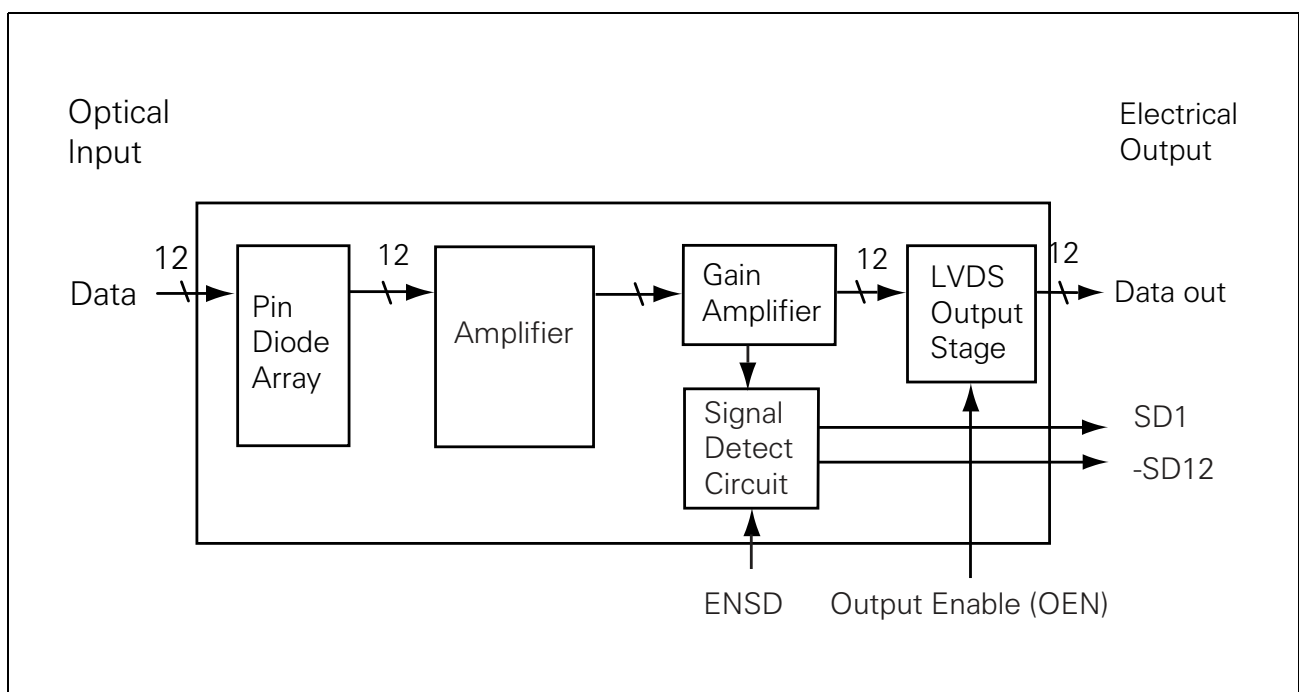 Optical
Input
Electrical
Output
12
12
12
12
Data
Pin
Diode
Array
Amplifier
Gain
Amplifier
LVDS
Output
Stage
Data out
Signal
Detect
Circuit
SD1
-SD12
ENSD
Output Enable (OEN)